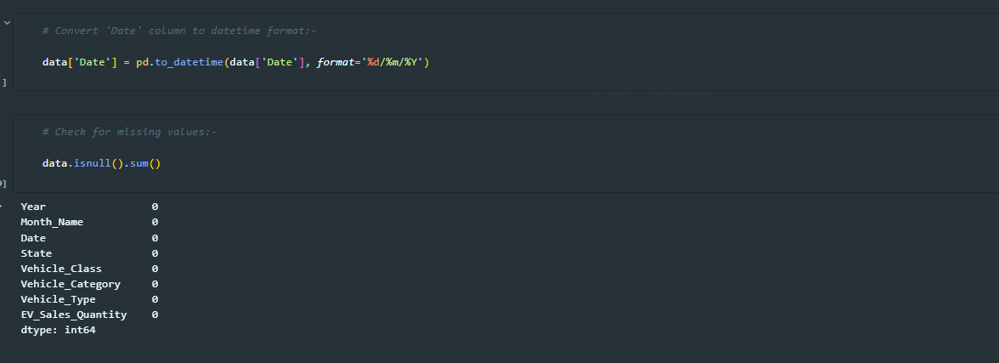 # Convert 'Date' column to datetime format:-
data['Date'] = pd.to_datetime(data['Date'], format='%d/%m/%Y')
]
# Check for missing values:-
data.isnull().sum()
]
Year 0
Month_Name 0
Date 0
State 0
Vehicle_Class 0
Vehicle_Category 0
Vehicle_Type 0
EV_Sales_Quantity 0
dtype: int64